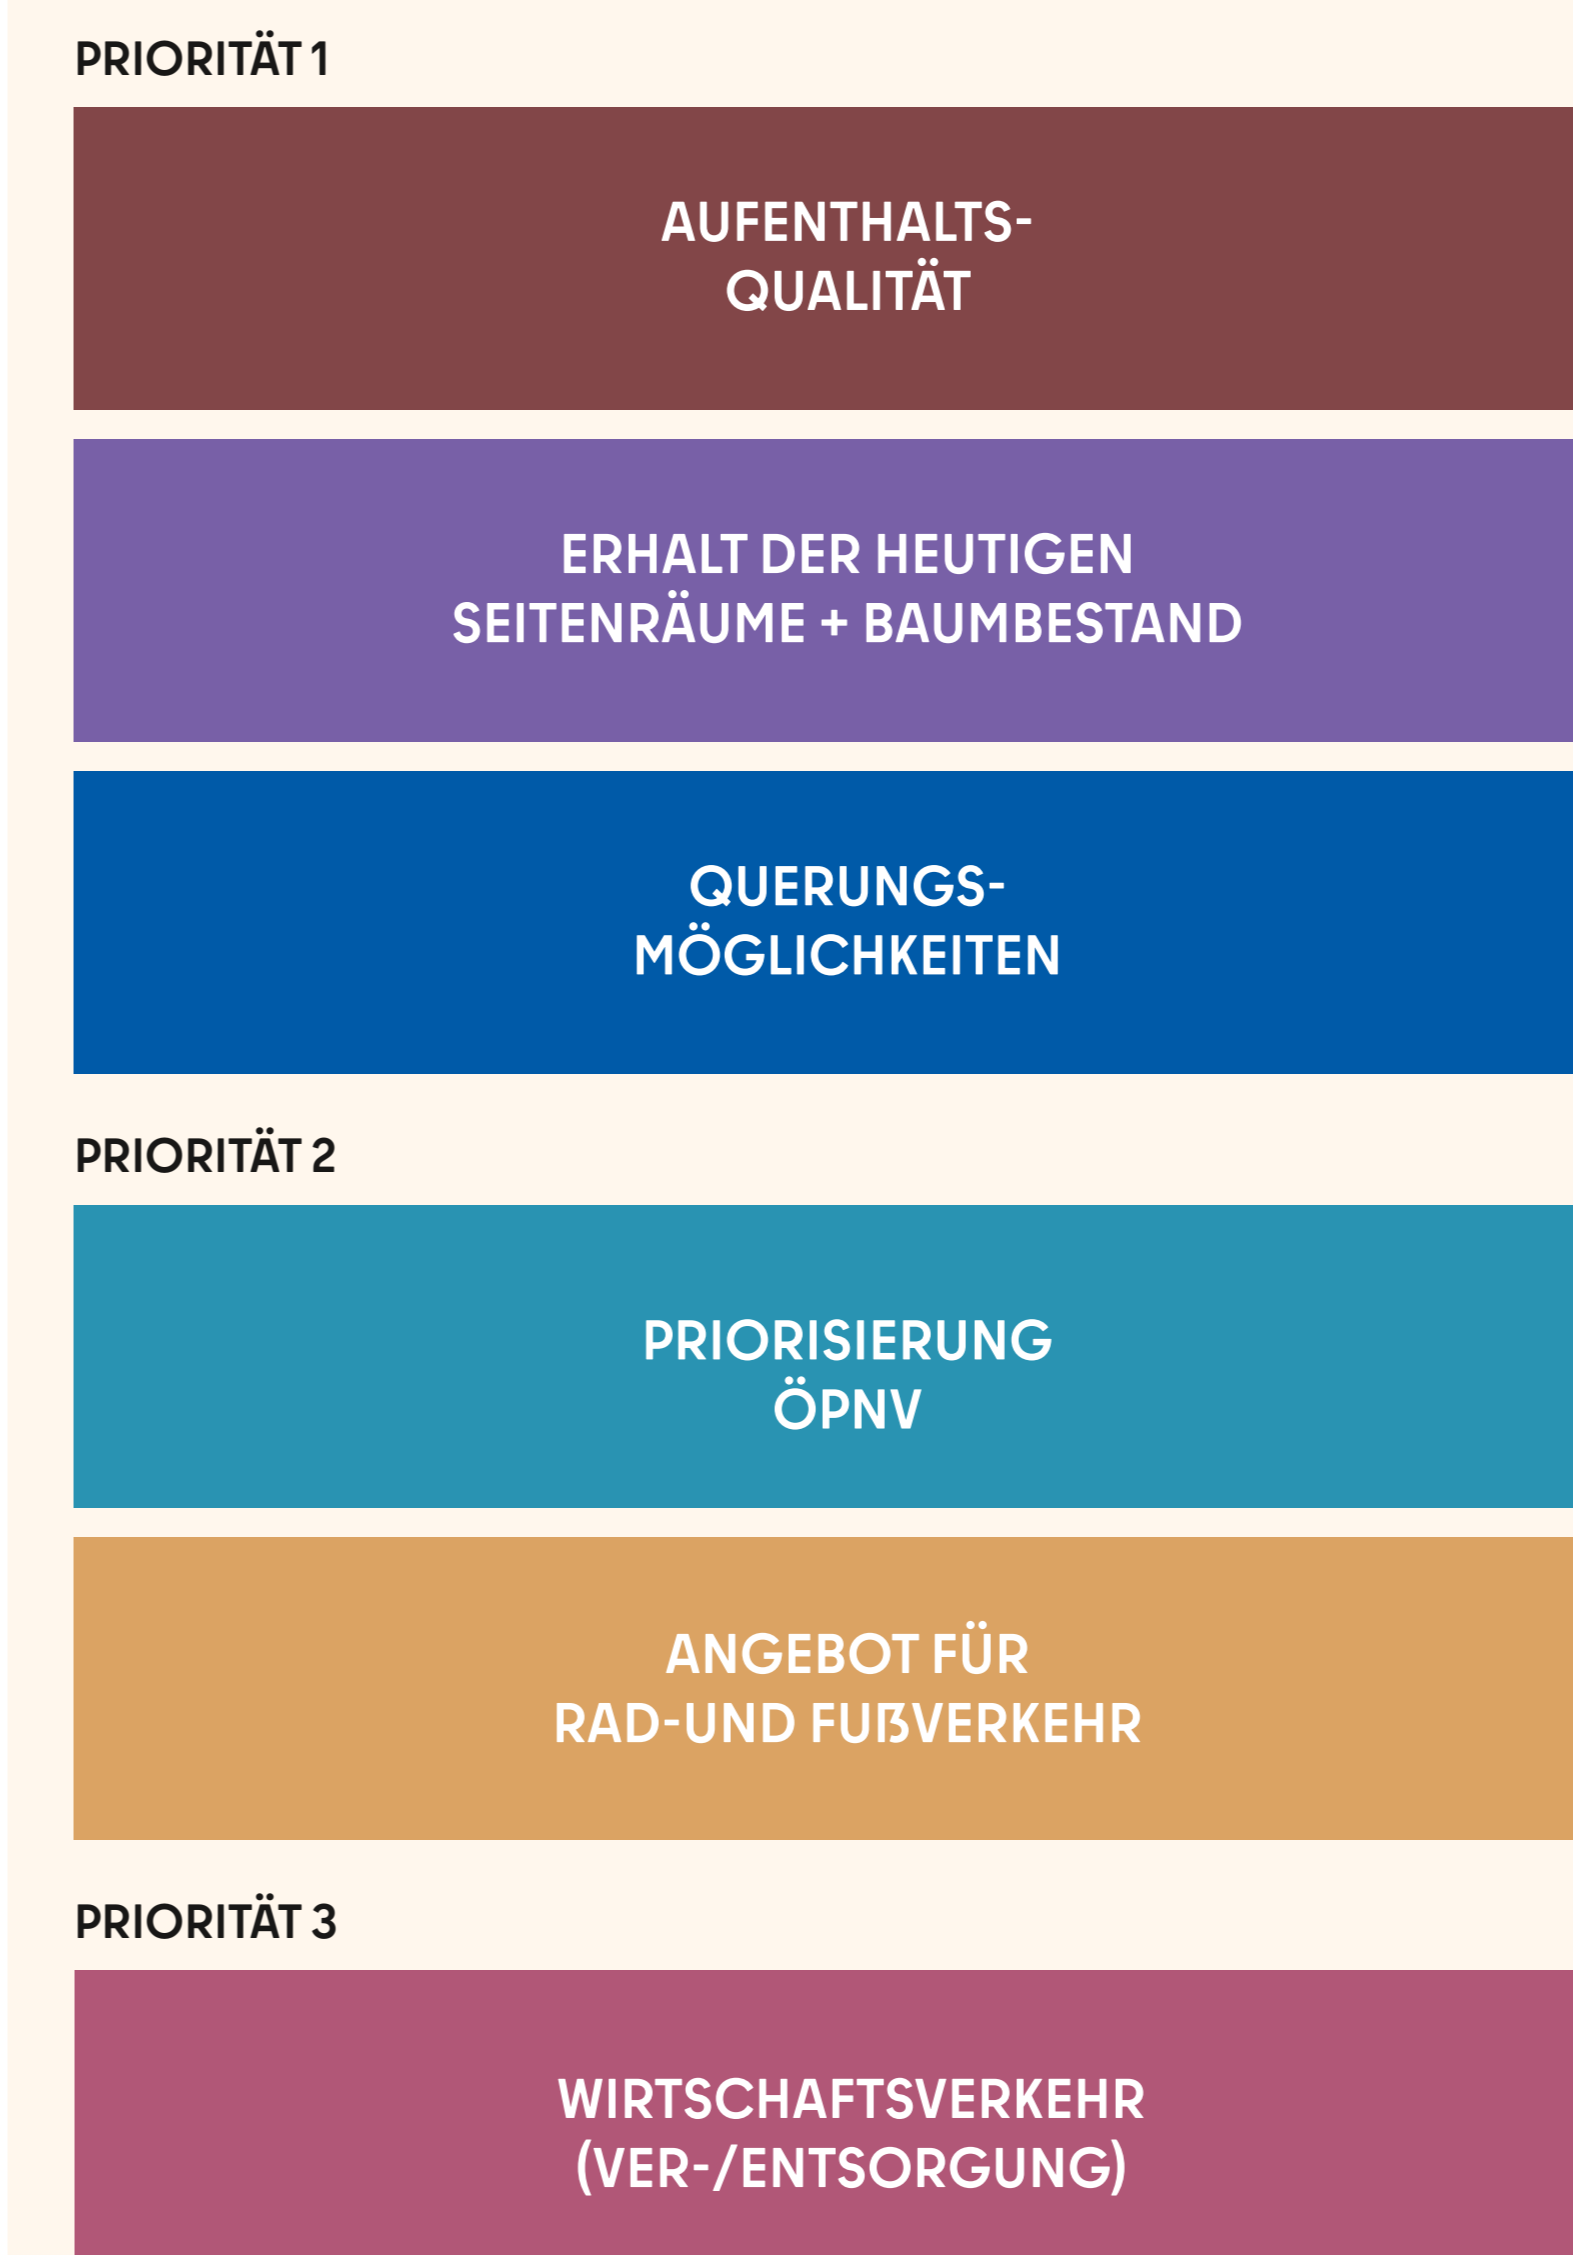 PRIORITÄT 1
AUFENTHALTS-
QUALITÄT
ERHALT DER HEUTIGEN
SEITENRÄUME + BAUMBESTAND
QUERUNGS-
MÖGLICHKEITEN
PRIORITÄT 2
PRIORISIERUNG
ÖPNV
ANGEBOT FÜR
RAD-UND FUẞVERKEHR
PRIORITÄT 3
WIRTSCHAFTSVERKEHR
(VER-/ENTSORGUNG)